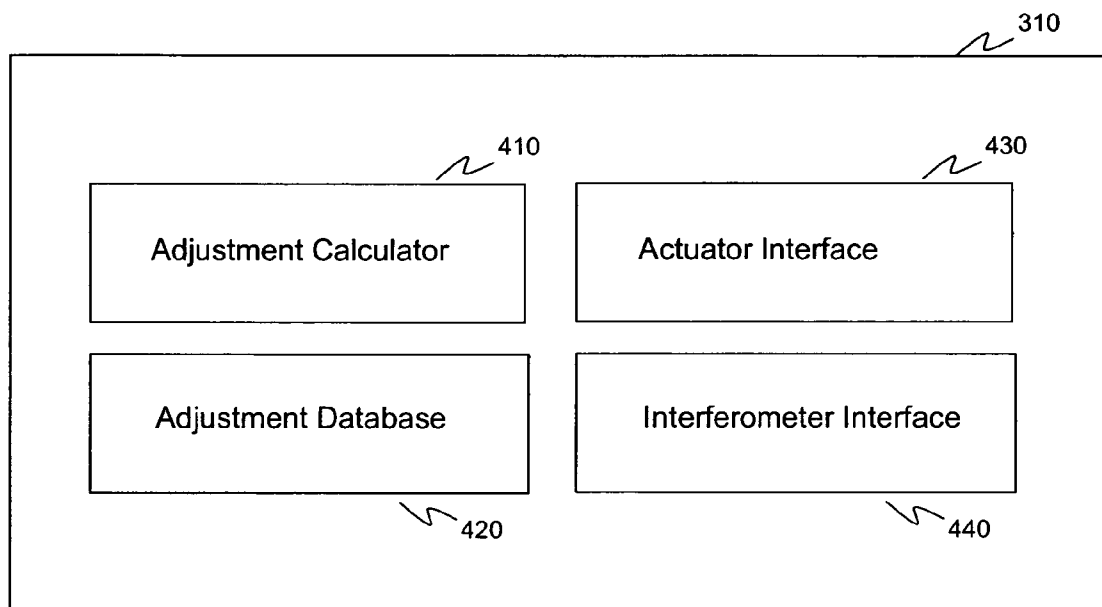 310
410
430
Adjustment Calculator
Actuator Interface
Adjustment Database
Interferometer Interface
420
440